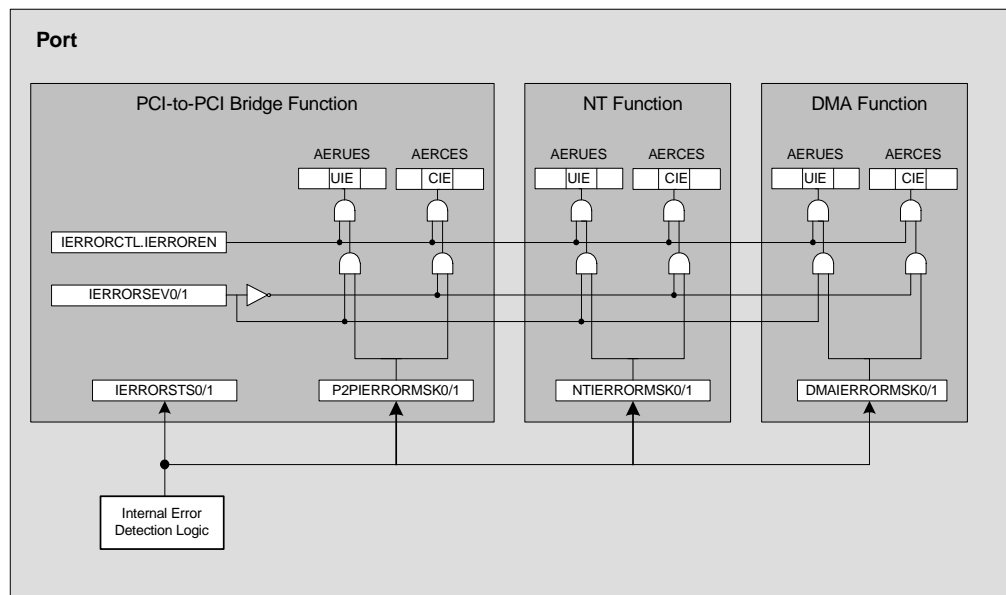 Port
PCI-to-PCI Bridge Function
NT Function
DMA Function
AERUES
AERCES
AERUES
AERCES
AERUES
AERCES
UIE
CIE
UIE
CIE
UIE
CIE
IERRORCTL.IERROREN
IERRORSEV0/1
IERRORSTS0/1
P2PIERRORMSK0/1
NTIERRORMSK0/1
DMAIERRORMSK0/1
Internal Error
Detection Logic